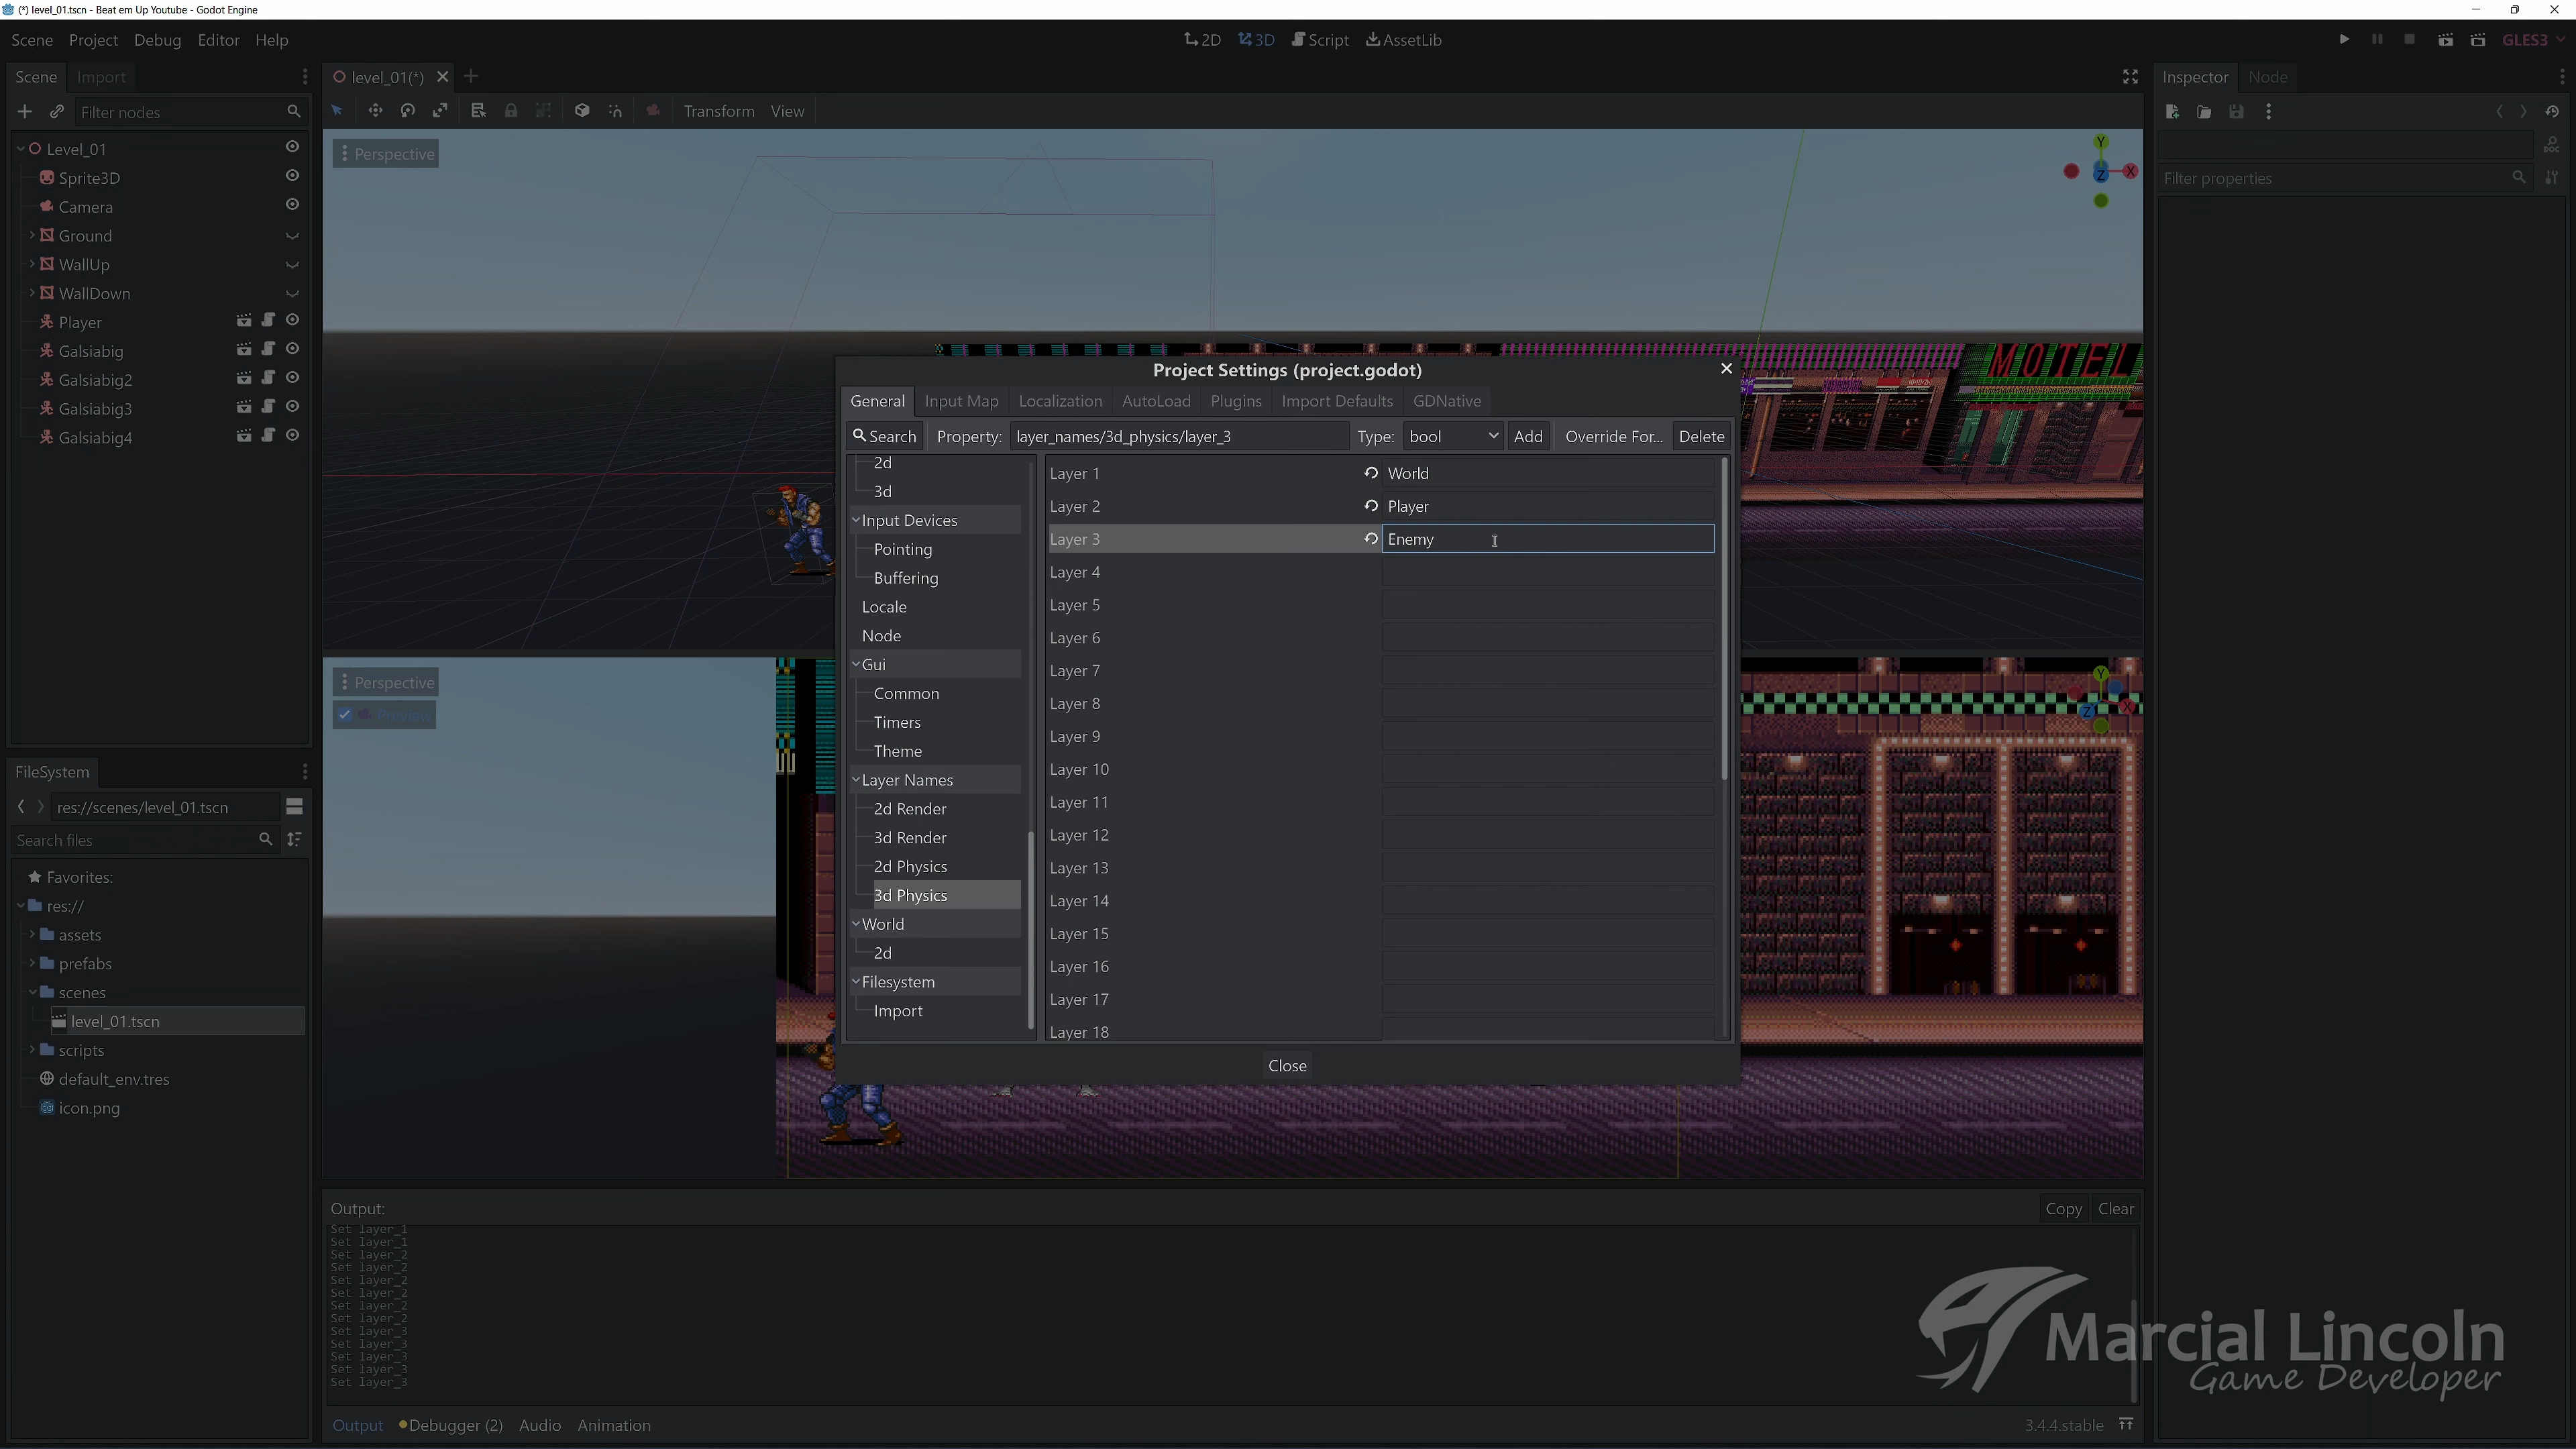 (*) level_01.tscn - Beat em Up Youtube - Godot Engine
Scene Project Debug Editor Help
2D 3D Script AssetLib
GLES3
Scene Import
level_01(*)
Inspector Node
Filter nodes
Transform View
Filter properties
Level_01
Sprite3D
Camera
Ground
WallUp
WallDown
Player
Galsiabig
Galsiabig2
Galsiabig3
Galsiabig4
Perspective
Y
Z
X
MOTEL
Project Settings (project.godot)
General Input Map Localization AutoLoad Plugins Import Defaults GDNative
Search Property: layer_names/3d_physics/layer_3 Type: bool Add Override For... Delete
2d
3d
Input Devices
Pointing
Buffering
Locale
Node
Gui
Common
Timers
Theme
Layer Names
2d Render
3d Render
2d Physics
3d Physics
World
2d
Filesystem
Import
Layer 1 World
Layer 2 Player
Layer 3 Enemy
Layer 4
Layer 5
Layer 6
Layer 7
Layer 8
Layer 9
Layer 10
Layer 11
Layer 12
Layer 13
Layer 14
Layer 15
Layer 16
Layer 17
Layer 18
Close
Perspective
Preview
Y
X
Z
FileSystem
res://scenes/level_01.tscn
Search files
Favorites:
res://
assets
prefabs
scenes
level_01.tscn
scripts
default_env.tres
icon.png
Output:
Copy Clear
Set layer_1
Set layer_1
Set layer_2
Set layer_2
Set layer_2
Set layer_2
Set layer_2
Set layer_2
Set layer_3
Set layer_3
Set layer_3
Set layer_3
Set layer_3
Output Debugger (2) Audio Animation
3.4.4.stable
Marcial Lincoln
Game Developer